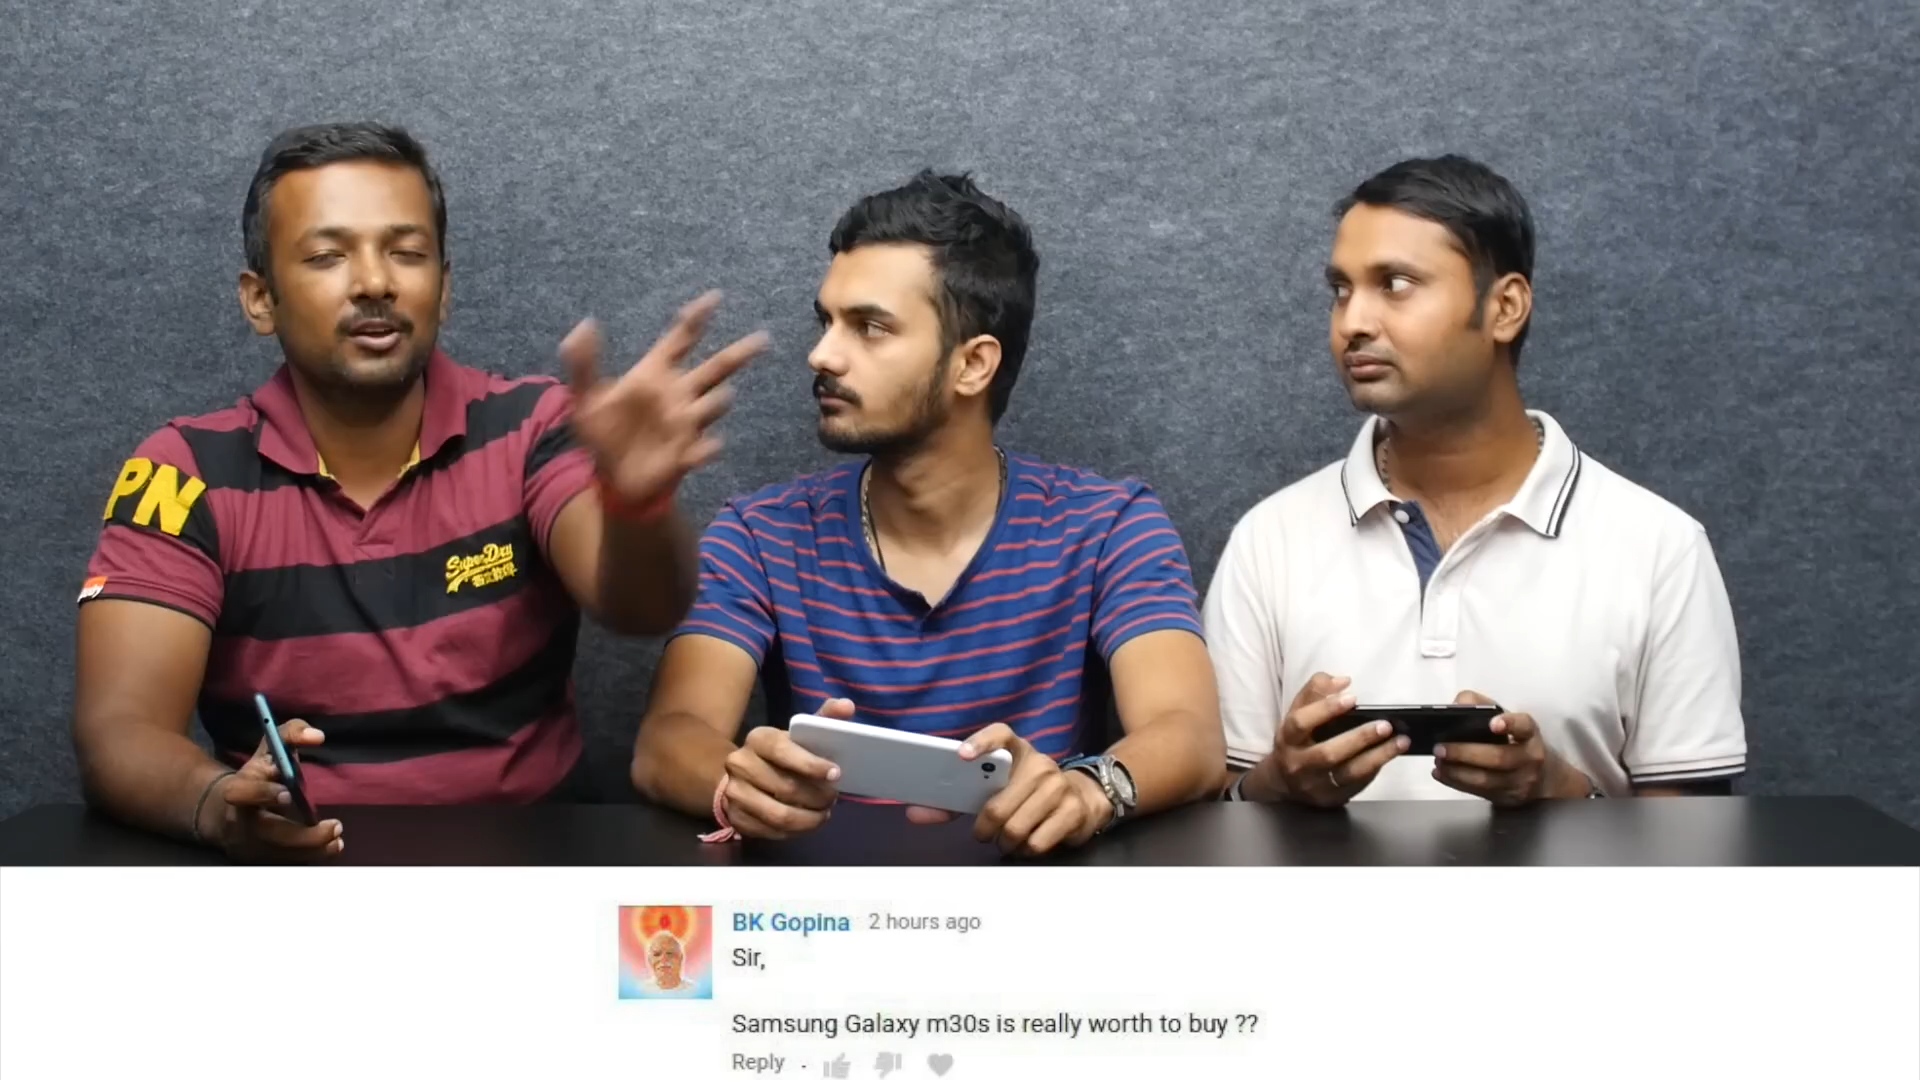 PN
SuperDry
BK Gopina 2 hours ago
Sir,
Samsung Galaxy m30s is really worth to buy ??
Reply